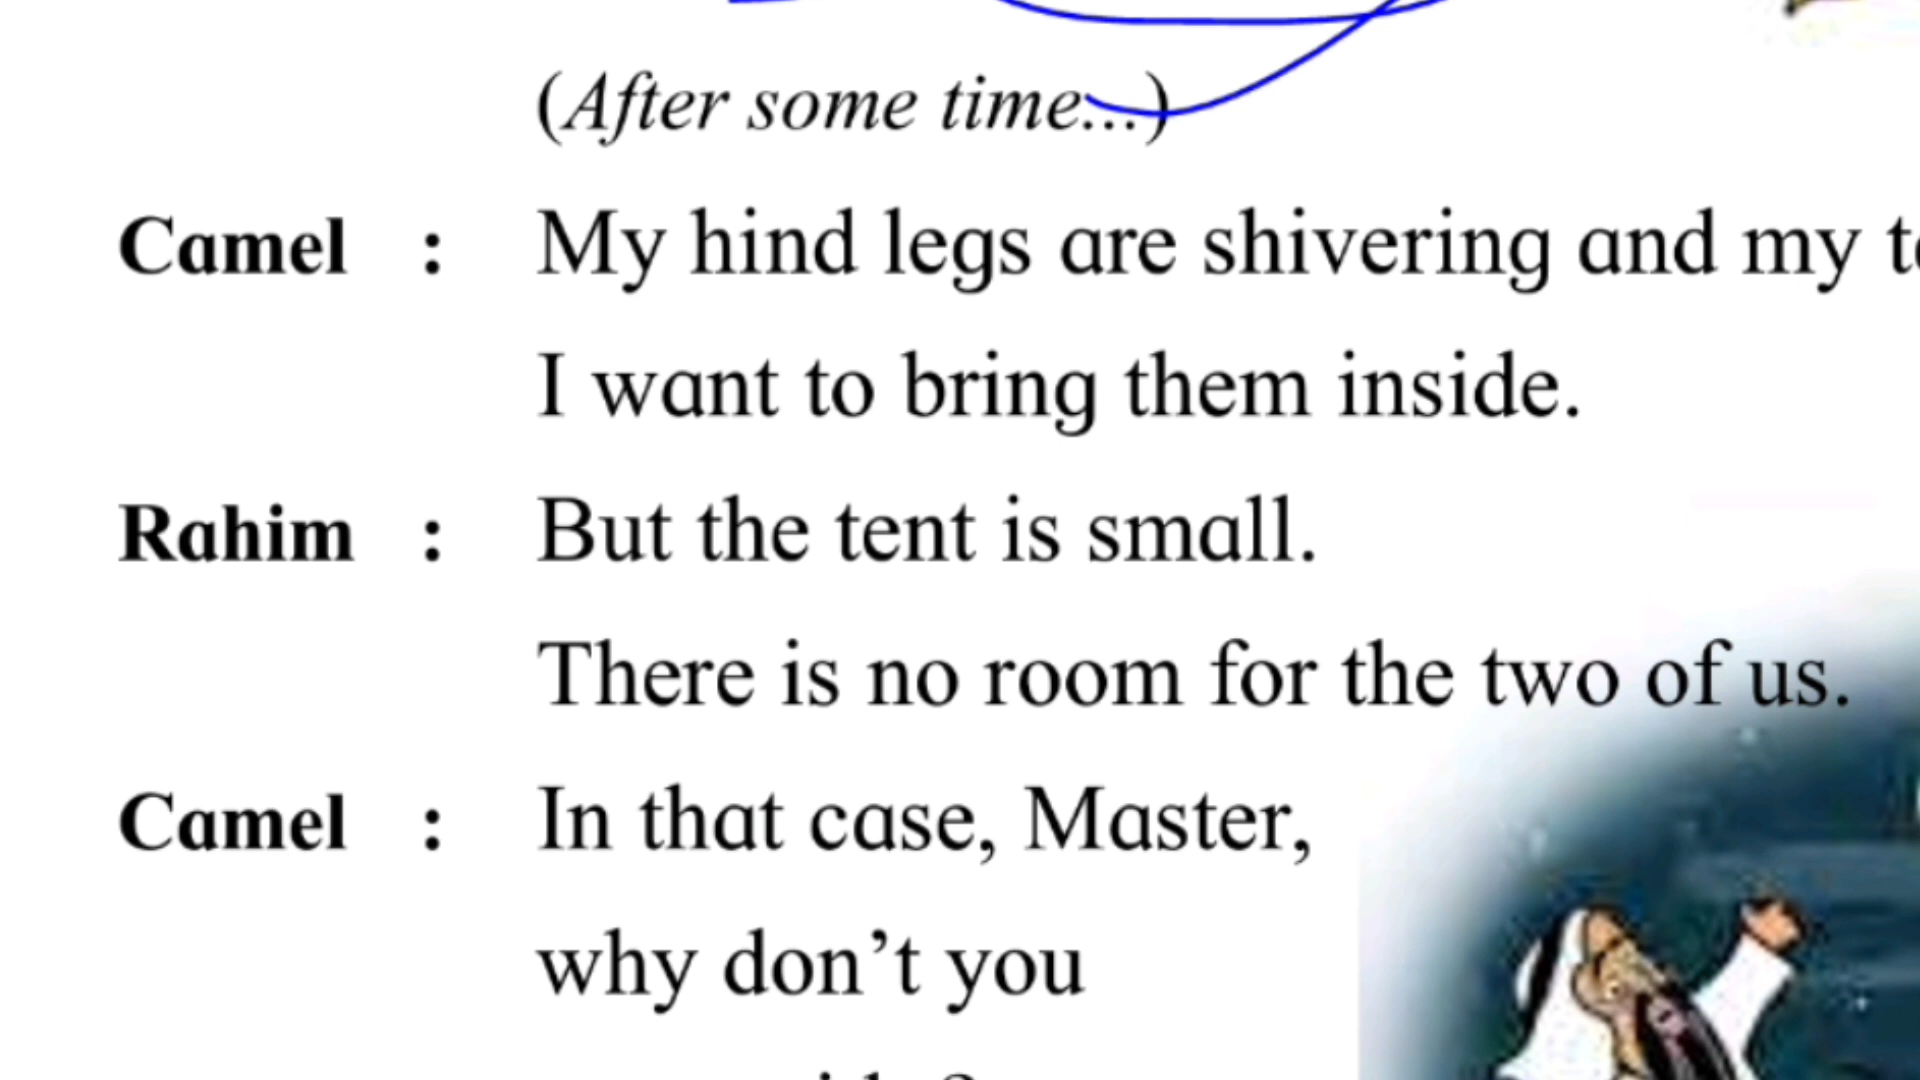 (After some time...)
Camel : My hind legs are shivering and my
I want to bring them inside.
Rahim : But the tent is small.
There is no room for the two of us.
Camel : In that case, Master,
why don’t you